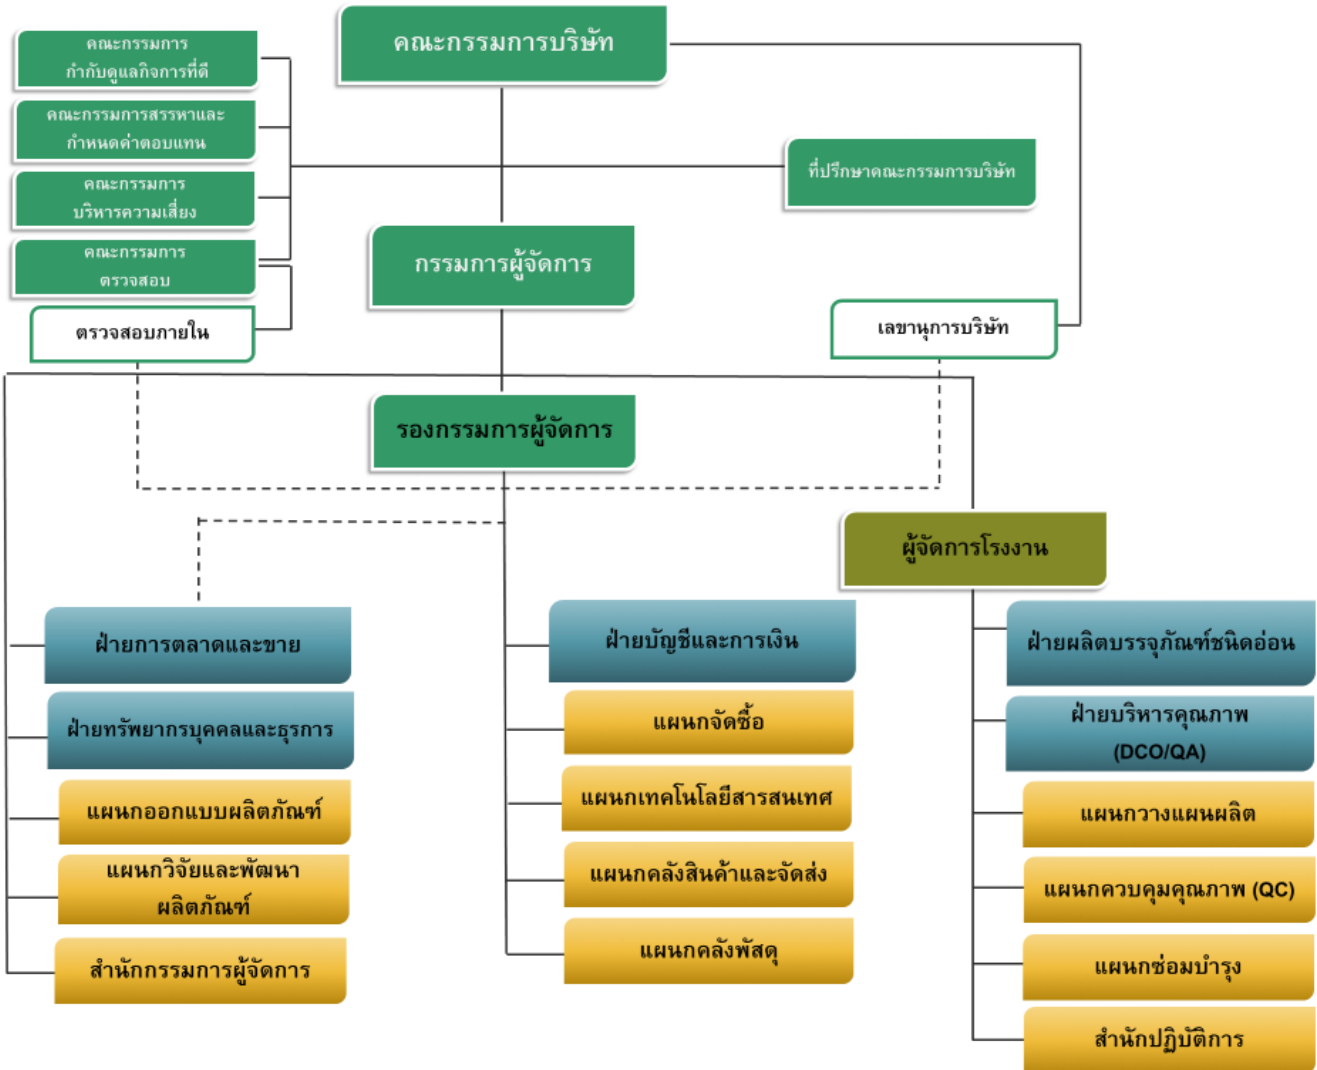 คณะกรรมการบริษัท
คณะกรรมการ
กำกับดูแลกิจการที่ดี
คณะกรรมการสรรหาและ
กำหนดค่าตอบแทน
คณะกรรมการ
บริหารความเสี่ยง
คณะกรรมการ
ตรวจสอบ
ตรวจสอบภายใน
ที่ปรึกษาคณะกรรมการบริษัท
กรรมการผู้จัดการ
เลขานุการบริษัท
รองกรรมการผู้จัดการ
ผู้จัดการโรงงาน
ฝ่ายการตลาดและขาย
ฝ่ายทรัพยากรบุคคลและธุรการ
แผนกออกแบบผลิตภัณฑ์
แผนกวิจัยและพัฒนา
ผลิตภัณฑ์
สำนักกรรมการผู้จัดการ
ฝ่ายบัญชีและการเงิน
แผนกจัดซื้อ
แผนกเทคโนโลยีสารสนเทศ
แผนกคลังสินค้าและจัดส่ง
แผนกคลังพัสดุ
ฝ่ายผลิตบรรจุภัณฑ์ชนิดอ่อน
ฝ่ายบริหารคุณภาพ
(DCO/QA)
แผนกวางแผนผลิต
แผนกควบคุมคุณภาพ (QC)
แผนกซ่อมบำรุง
สำนักปฏิบัติการ